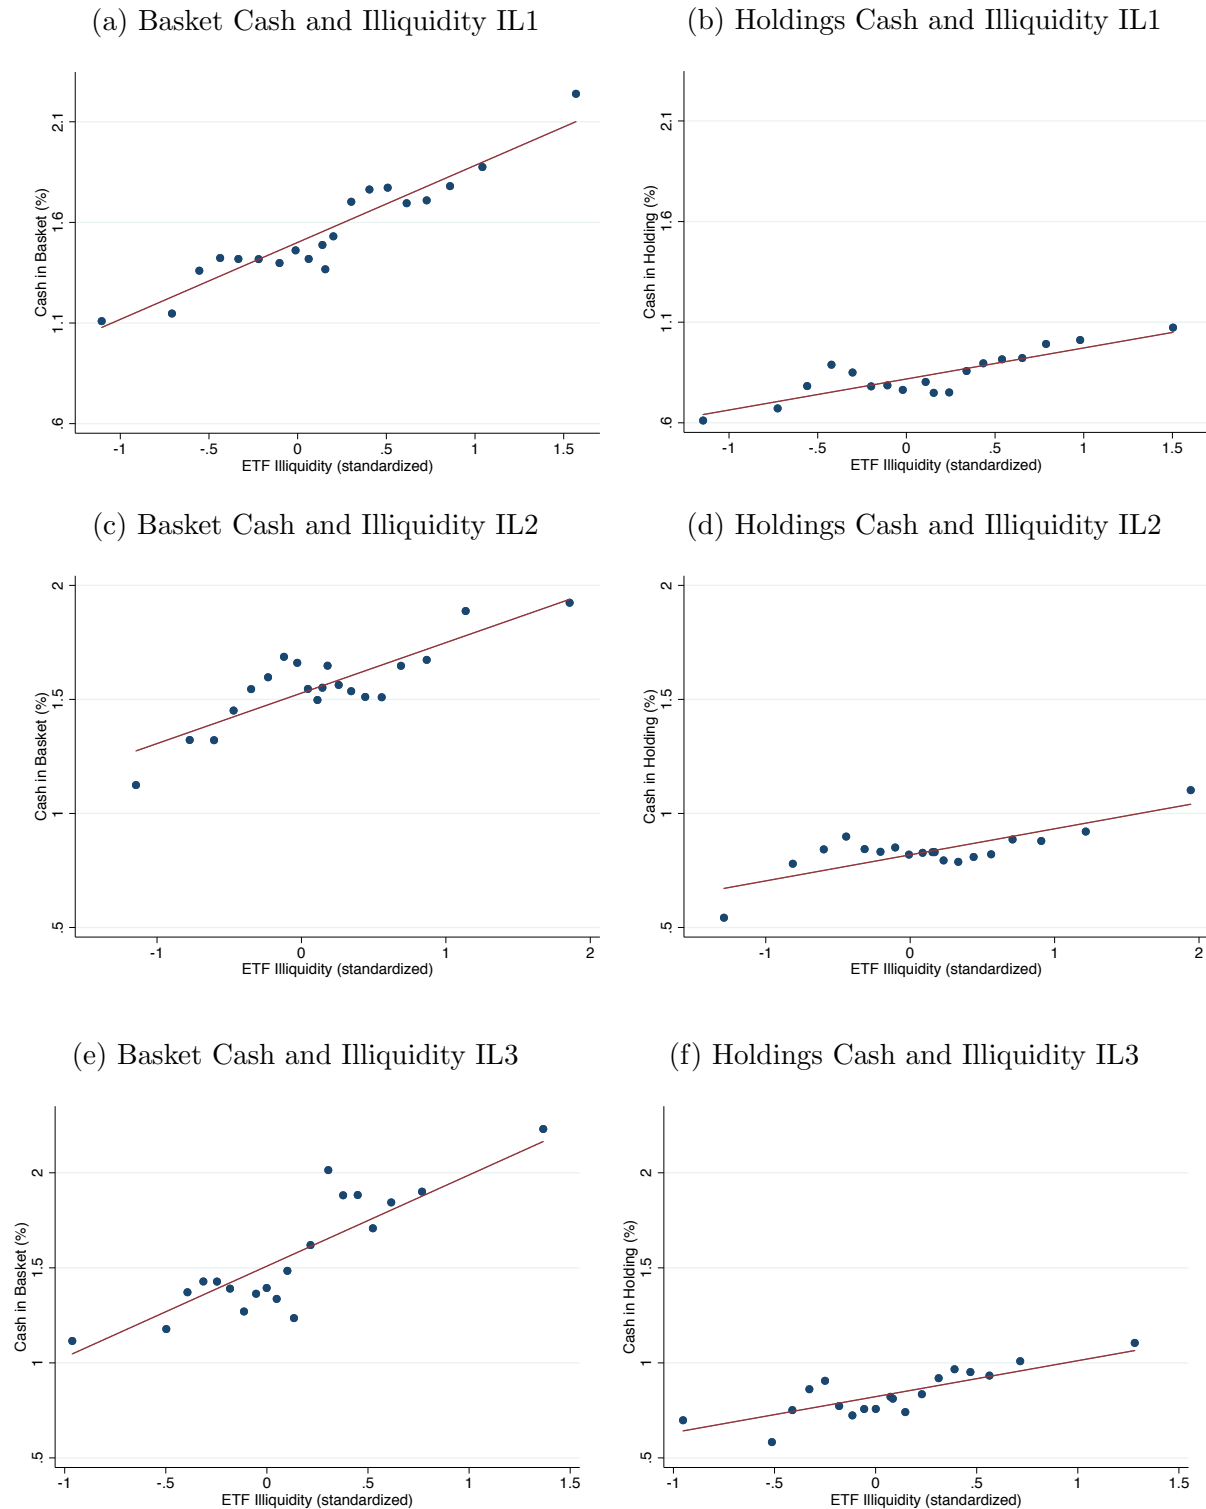 (a) Basket Cash and Illiquidity IL1
(b) Holdings Cash and Illiquidity IL1
Cash in Basket (%)
2.1
1.6
1.1
.6
-1 -.5 0 .5 1 1.5
ETF Illiquidity (standardized)
Cash in Holding (%)
2.1
1.6
1.1
.6
-1 -.5 0 .5 1 1.5
ETF Illiquidity (standardized)
(c) Basket Cash and Illiquidity IL2
(d) Holdings Cash and Illiquidity IL2
Cash in Basket (%)
2
1.5
1
.5
-1 0 1 2
ETF Illiquidity (standardized)
Cash in Holding (%)
2
1.5
1
.5
-1 0 1 2
ETF Illiquidity (standardized)
(e) Basket Cash and Illiquidity IL3
(f) Holdings Cash and Illiquidity IL3
Cash in Basket (%)
2
1.5
1
.5
-1 -.5 0 .5 1 1.5
ETF Illiquidity (standardized)
Cash in Holding (%)
2
1.5
1
.5
-1 -.5 0 .5 1 1.5
ETF Illiquidity (standardized)